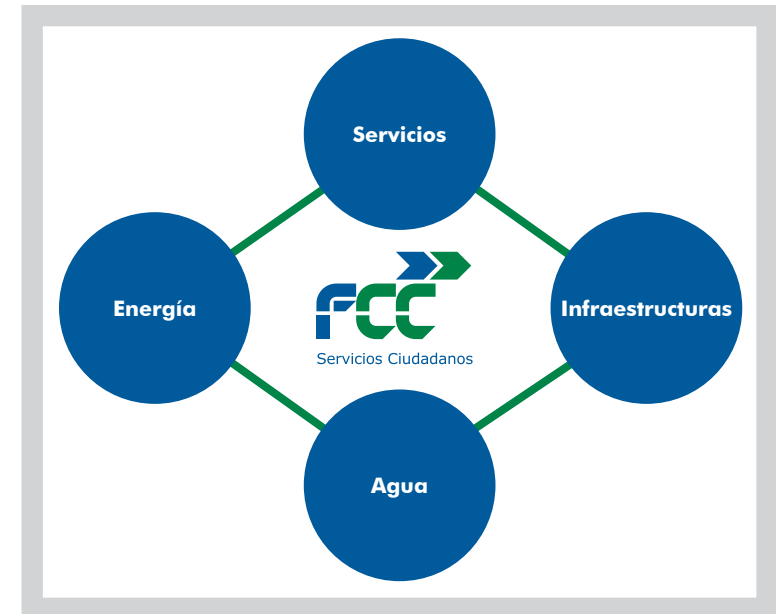 Servicios
Energía
FCC
Servicios Ciudadanos
Infraestructuras
Agua